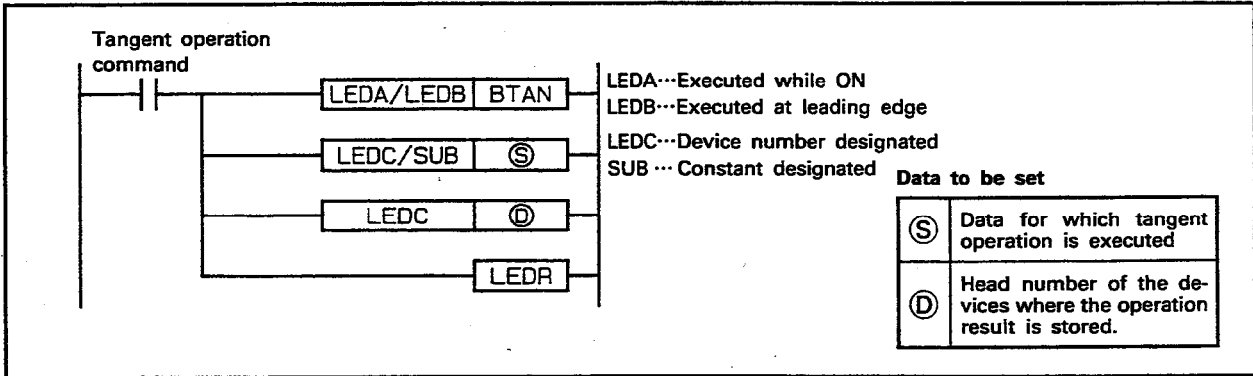 Tangent operation
command
LEDA/LEDB BTAN
LEDC/SUB Ⓢ
LEDC Ⓓ
LEDR
LEDA···Executed while ON
LEDB···Executed at leading edge
LEDC···Device number designated
SUB ··· Constant designated
Data to be set
Ⓢ Data for which tangent
operation is executed
Ⓓ Head number of the de-
vices where the operation
result is stored.